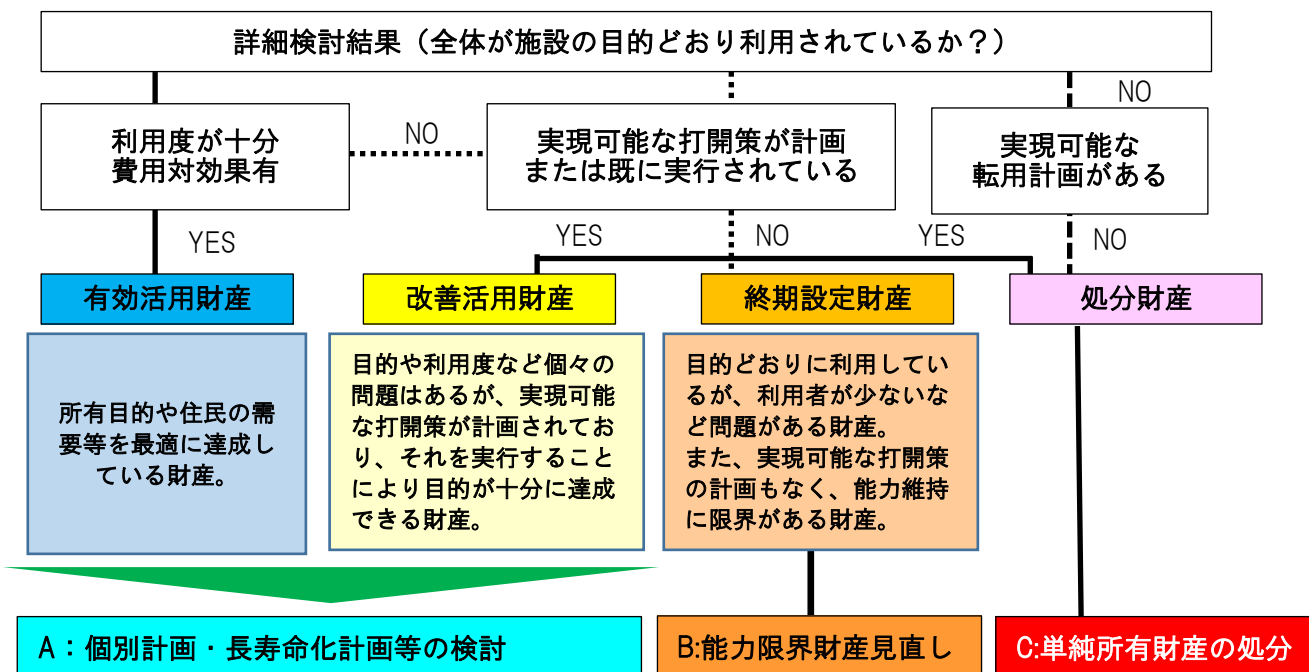 詳細検討結果（全体が施設の目的どおり利用されているか？）
NO
利用度が十分
費用対効果有
NO
実現可能な打開策が計画
または既に実行されている
実現可能な
転用計画がある
YES
YES
NO
YES
NO
有効活用財産
改善活用財産
終期設定財産
処分財産
所有目的や住民の需
要等を最適に達成し
ている財産。
目的や利用度など個々の
問題はあるが、実現可能
な打開策が計画されてお
り、それを実行すること
により目的が十分に達成
できる財産。
目的どおりに利用してい
るが、利用者が少ないな
ど問題がある財産。
また、実現可能な打開策
の計画もなく、能力維持
に限界がある財産。
A：個別計画・長寿命化計画等の検討
B:能力限界財産見直し
C:単純所有財産の処分